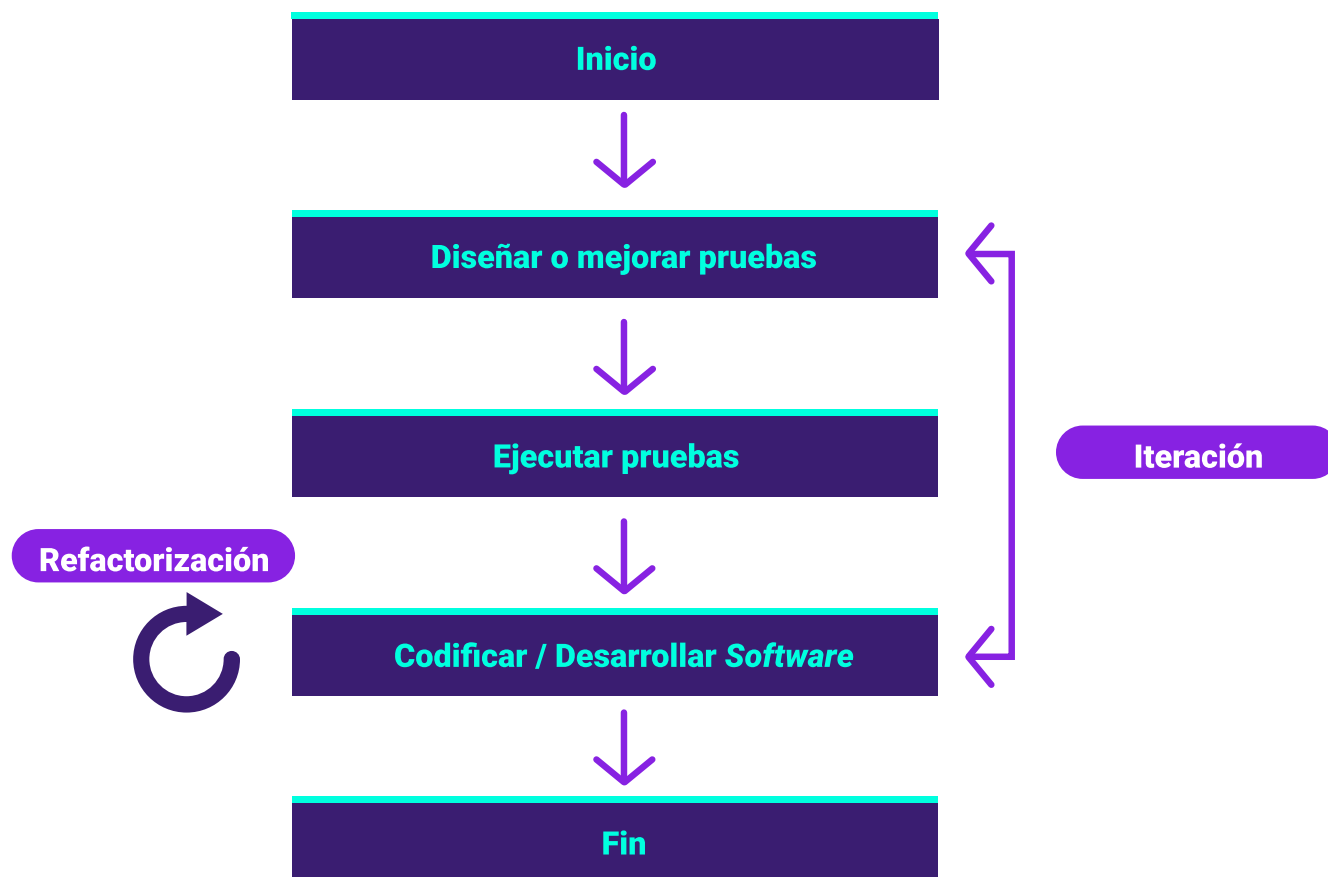 Inicio
Diseñar o mejorar pruebas
Ejecutar pruebas
Iteración
Refactorización
Codificar / Desarrollar Software
Fin